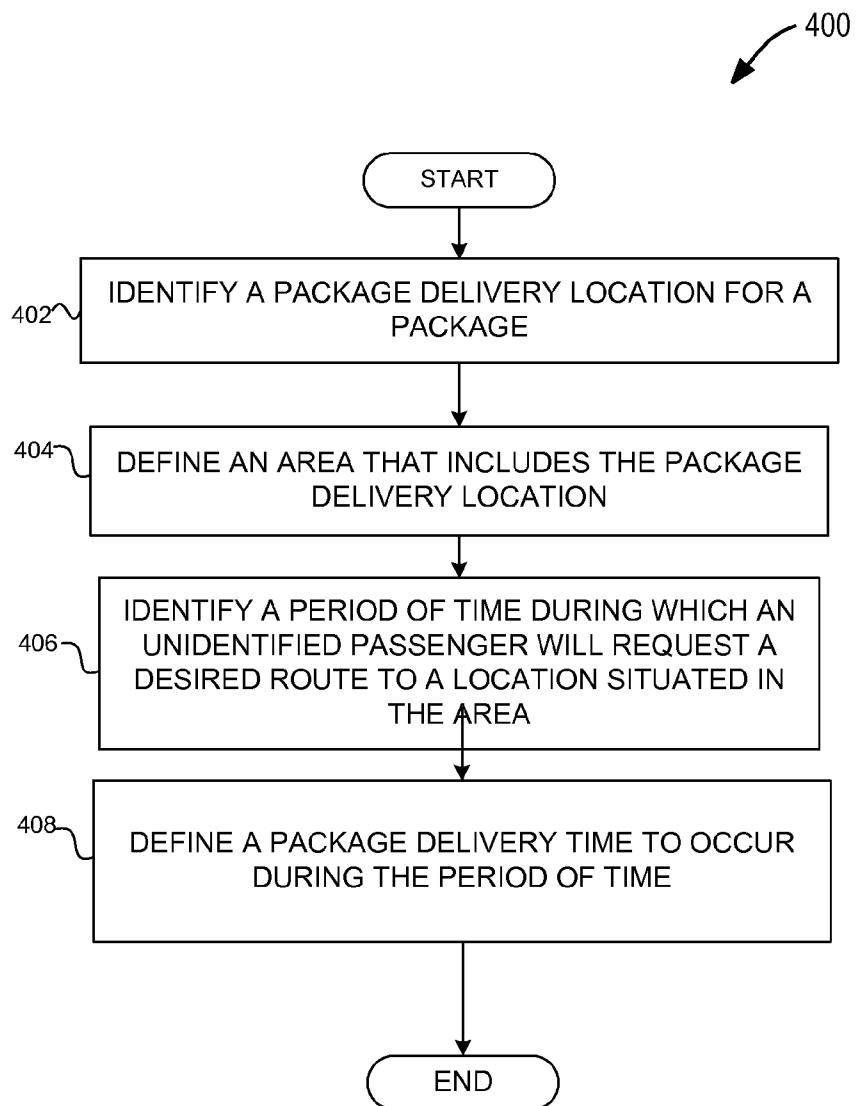 400
START
402
IDENTIFY A PACKAGE DELIVERY LOCATION FOR A
PACKAGE
404
DEFINE AN AREA THAT INCLUDES THE PACKAGE
DELIVERY LOCATION
406
IDENTIFY A PERIOD OF TIME DURING WHICH AN
UNIDENTIFIED PASSENGER WILL REQUEST A
DESIRED ROUTE TO A LOCATION SITUATED IN
THE AREA
408
DEFINE A PACKAGE DELIVERY TIME TO OCCUR
DURING THE PERIOD OF TIME
END